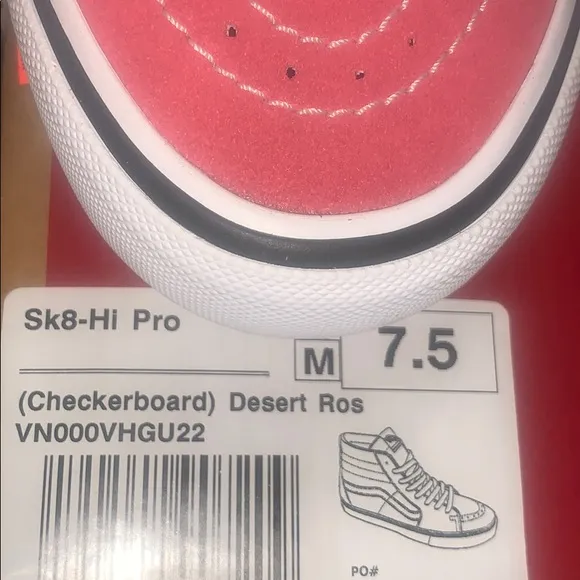 Sk8-Hi Pro
M 7.5
(Checkerboard) Desert Ros
VN000VHGU22
PO#